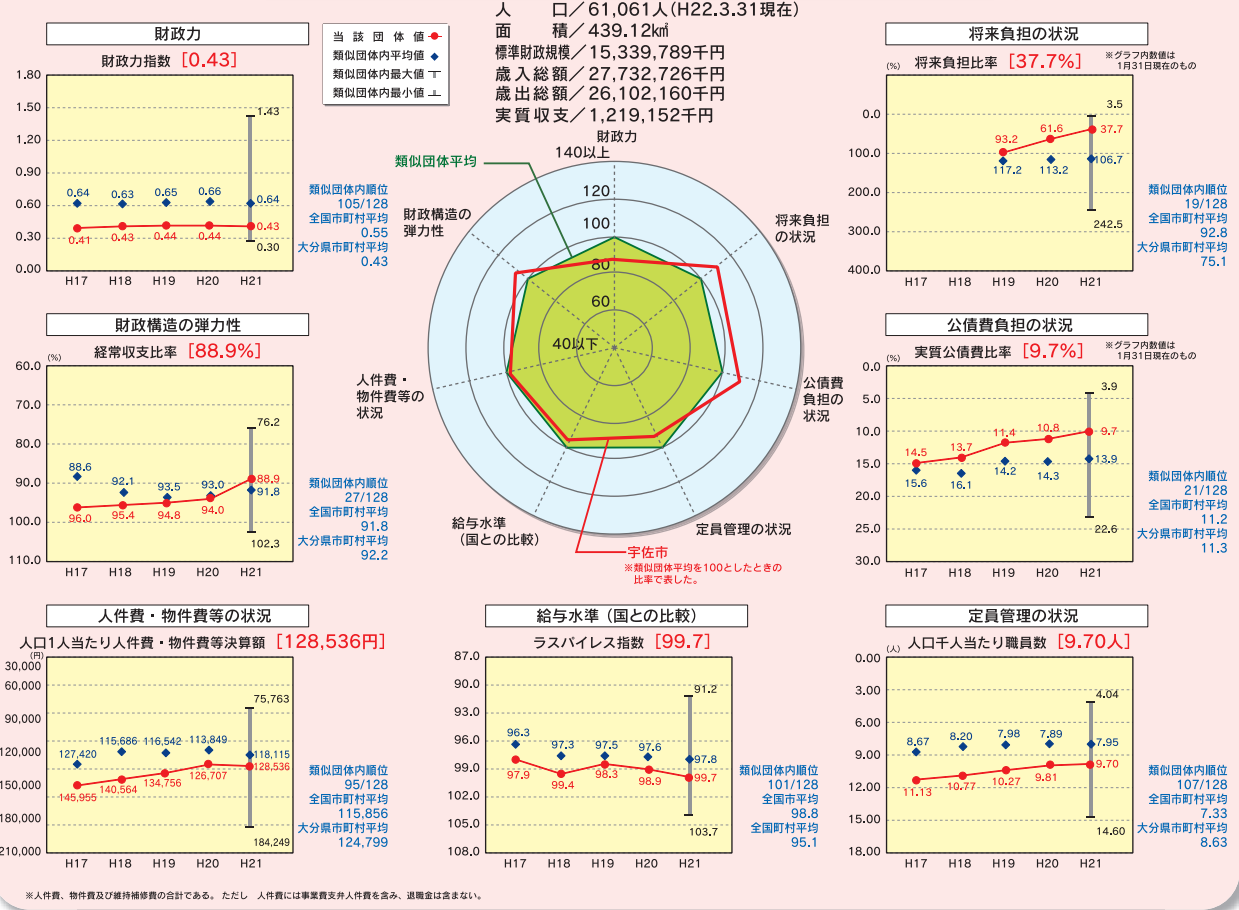 人　　口／61,061人(H22.3.31現在)
面　　積／439.12㎢
標準財政規模／15,339,789千円
歳入総額／27,732,726千円
歳出総額／26,102,160千円
実質収支／1,219,152千円
当該団体値
類似団体内平均値
類似団体内最大値
類似団体内最小値
財政力
財政力指数 [0.43]
1.80
1.50
1.20
0.90
0.60
0.30
0.00
1.43
0.64 0.63 0.65 0.66 0.64
0.41 0.43 0.44 0.44 0.43
0.30
H17 H18 H19 H20 H21
類似団体内順位
105/128
全国市町村平均
0.55
大分県市町村平均
0.43
財政構造の弾力性
経常収支比率 [88.9%]
(%)
60.0
70.0
80.0
90.0
100.0
110.0
76.2
88.6 92.1 93.5 93.0 91.8
96.0 95.4 94.8 94.0 88.9
102.3
H17 H18 H19 H20 H21
類似団体内順位
27/128
全国市町村平均
91.8
大分県市町村平均
92.2
人件費・物件費等の状況
人口1人当たり人件費・物件費等決算額 [128,536円]
(円)
30,000
60,000
90,000
120,000
150,000
180,000
210,000
75,763
127,420 115,686 116,542 113,849 118,115
145,955 140,564 134,756 126,707 128,536
184,249
H17 H18 H19 H20 H21
類似団体内順位
95/128
全国市町村平均
115,856
大分県市町村平均
124,799
財政力
140以上
120
100
80
60
40以下
類似団体平均
財政構造の
弾力性
将来負担
の状況
人件費・
物件費等の
状況
公債費
負担の
状況
給与水準
(国との比較)
定員管理の状況
宇佐市
※類似団体平均を100としたときの
比率で表した。
給与水準（国との比較）
ラスパイレス指数 [99.7]
87.0
90.0
93.0
96.0
99.0
102.0
105.0
108.0
91.2
96.3 97.3 97.5 97.6 97.8
97.9 99.4 98.3 98.9 99.7
103.7
H17 H18 H19 H20 H21
類似団体内順位
101/128
全国市平均
98.8
全国町村平均
95.1
将来負担の状況
(%)
将来負担比率 [37.7%]
※グラフ内数値は
1月31日現在のもの
0.0
100.0
200.0
300.0
400.0
3.5
93.2 61.6 37.7
117.2 113.2 106.7
242.5
H17 H18 H19 H20 H21
類似団体内順位
19/128
全国市町村平均
92.8
大分県市町村平均
75.1
公債費負担の状況
(%)
実質公債費比率 [9.7%]
※グラフ内数値は
1月31日現在のもの
0.0
5.0
10.0
15.0
20.0
25.0
30.0
3.9
14.5 13.7 11.4 10.8 9.7
15.6 16.1 14.2 14.3 13.9
22.6
H17 H18 H19 H20 H21
類似団体内順位
21/128
全国市町村平均
11.2
大分県市町村平均
11.3
定員管理の状況
(人)
人口千人当たり職員数 [9.70人]
0.00
3.00
6.00
9.00
12.00
15.00
18.00
4.04
8.67 8.20 7.98 7.89 7.95
11.13 10.77 10.27 9.81 9.70
14.60
H17 H18 H19 H20 H21
類似団体内順位
107/128
全国市町村平均
7.33
大分県市町村平均
8.63
※人件費、物件費及び維持補修費の合計である。ただし　人件費には事業費支弁人件費を含み、退職金は含まない。